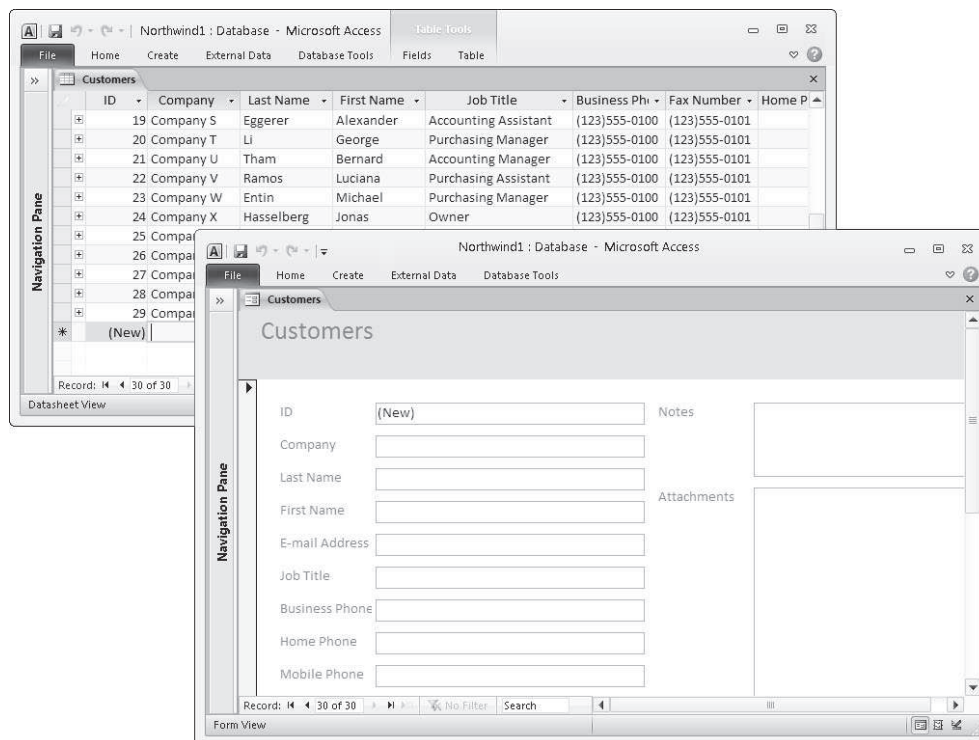 Northwind1 : Database - Microsoft Access Table Tools
File Home Create External Data Database Tools Fields Table
Customers
ID Company Last Name First Name Job Title Business Ph Fax Number Home P
19 Company S Eggerer Alexander Accounting Assistant (123)555-0100 (123)555-0101
20 Company T Li George Purchasing Manager (123)555-0100 (123)555-0101
21 Company U Tham Bernard Accounting Manager (123)555-0100 (123)555-0101
22 Company V Ramos Luciana Purchasing Assistant (123)555-0100 (123)555-0101
23 Company W Entin Michael Purchasing Manager (123)555-0100 (123)555-0101
24 Company X Hasselberg Jonas Owner (123)555-0100 (123)555-0101
25 Compa
26 Compa
27 Compa
28 Compa
29 Compa
(New)
Navigation Pane
Record: 30 of 30
Datasheet View
Northwind1 : Database - Microsoft Access
File Home Create External Data Database Tools
Customers
Customers
ID (New) Notes
Company
Last Name
First Name Attachments
E-mail Address
Job Title
Business Phone
Home Phone
Mobile Phone
Navigation Pane
Record: 30 of 30 No Filter Search
Form View